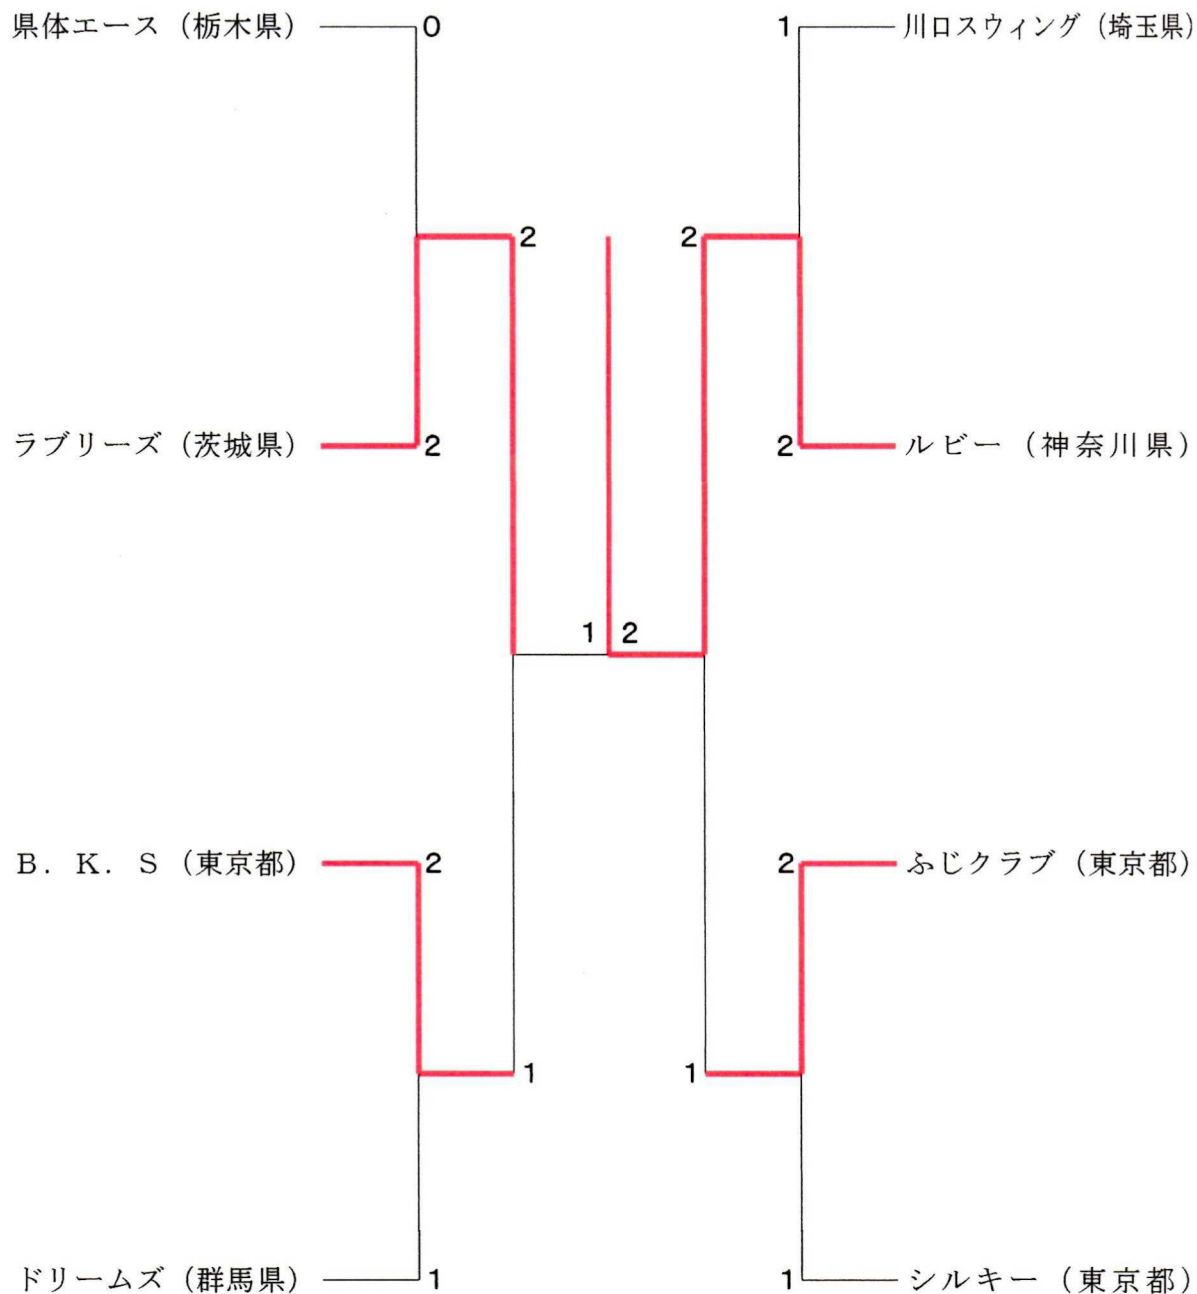 県体エース（栃木県） 0 1 川口スウィング（埼玉県）
2 2
ラブリーズ（茨城県） 2 2 ルビー（神奈川県）
1 2
Ｂ．Ｋ．Ｓ（東京都） 2 2 ふじクラブ（東京都）
1 1
ドリームズ（群馬県） 1 1 シルキー（東京都）